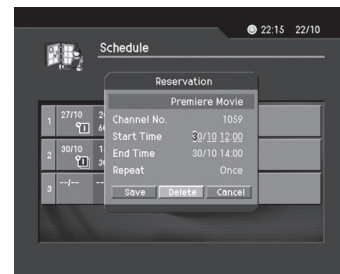 22:15 22/10
Schedule
Reservation
Premiere Movie
Channel No. 1059
Start Time 30/10 12:00
End Time 30/10 14:00
Repeat Once
Save Delete Cancel
1 27/10
2 30/10
3 --/--